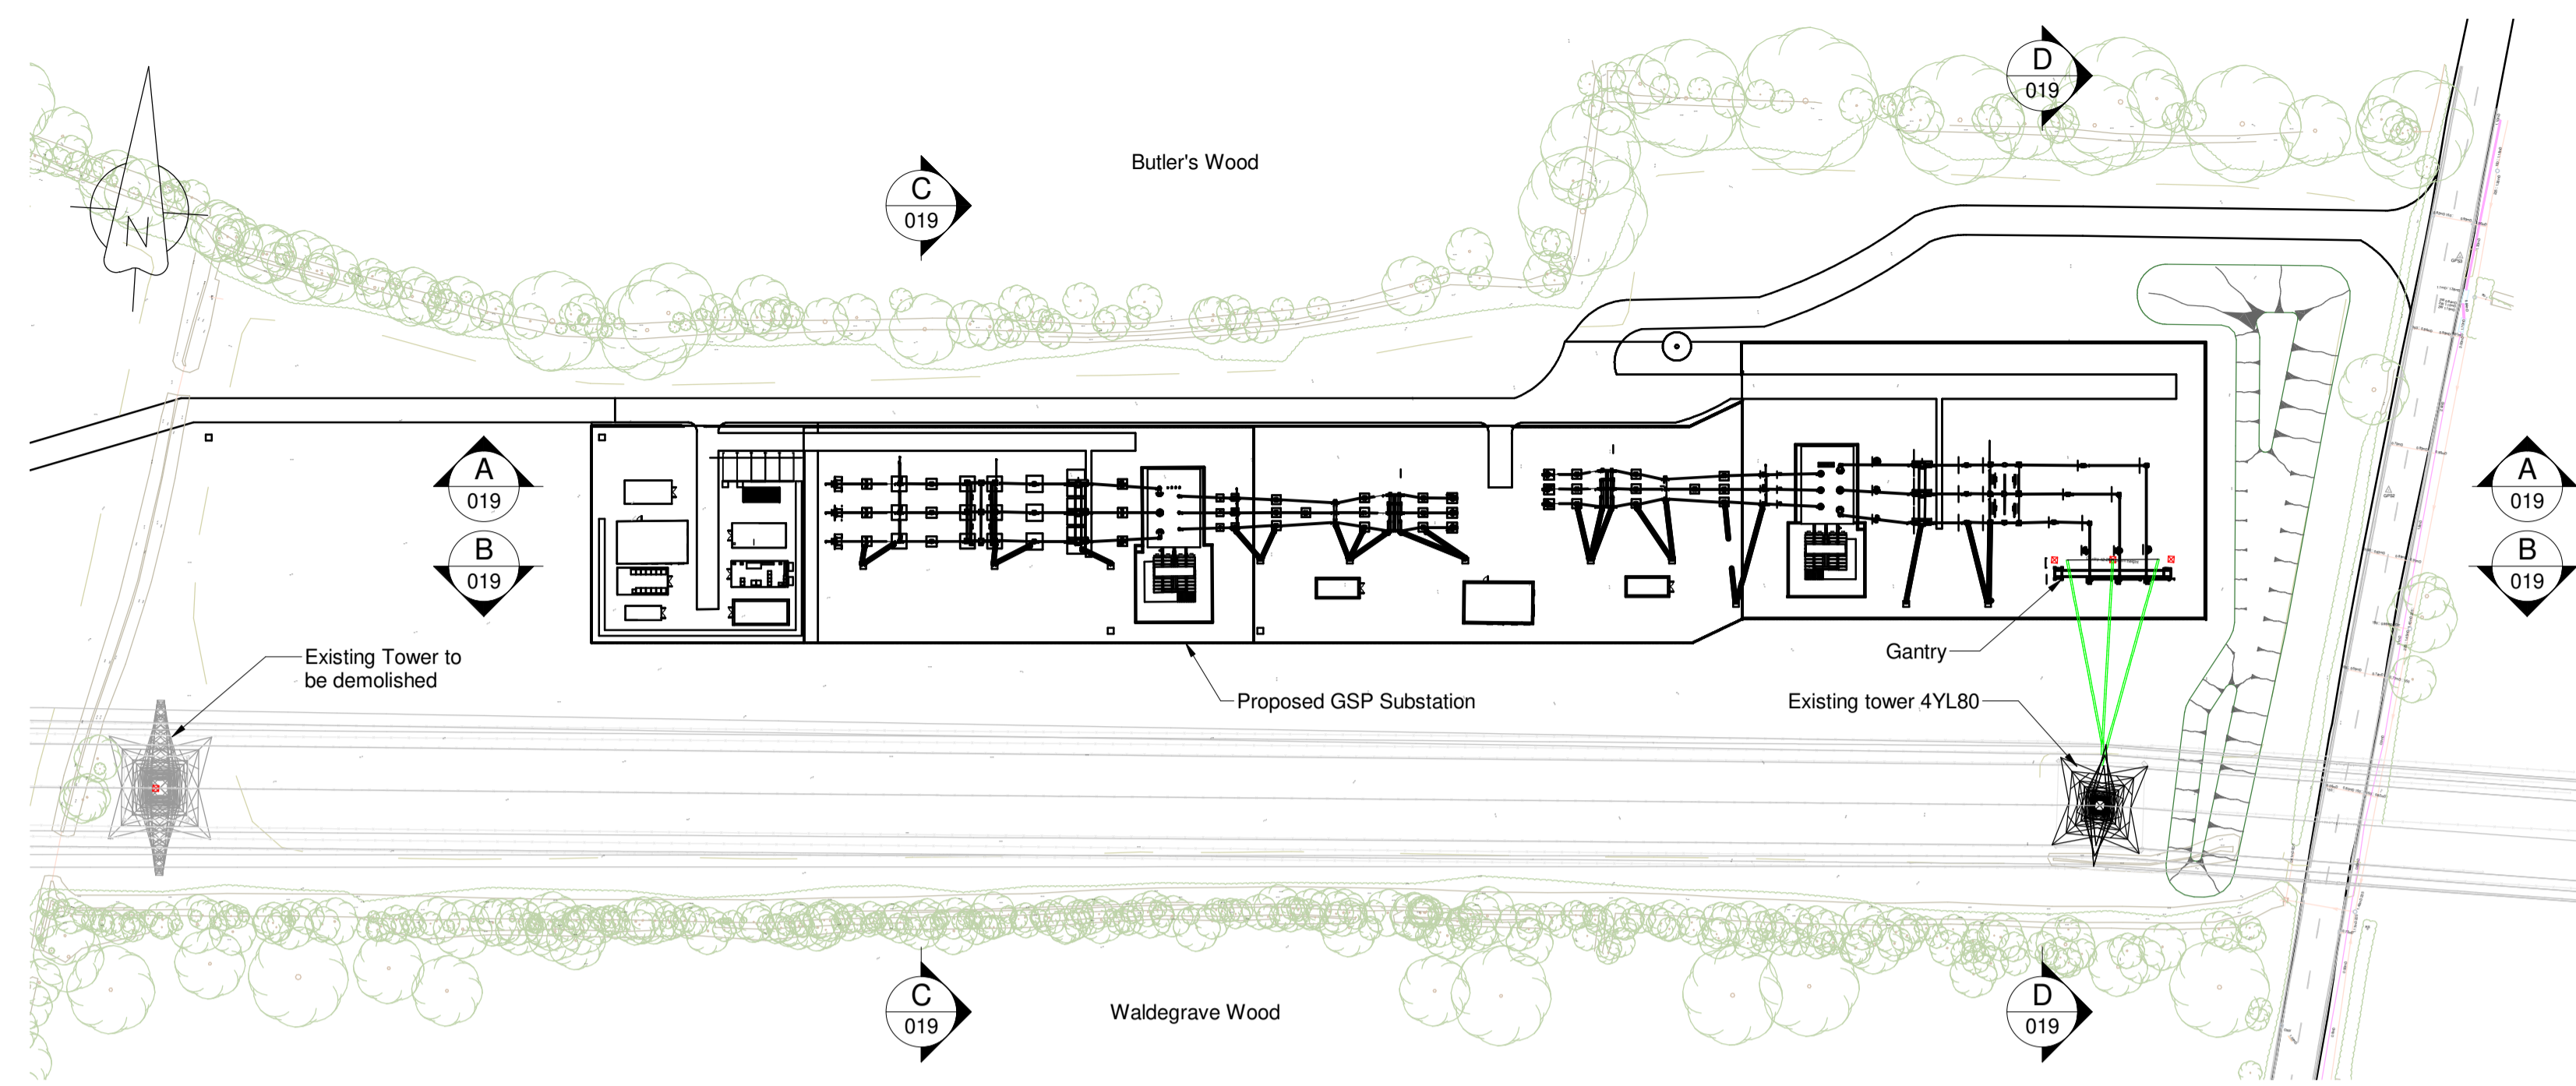 D
019
Butler's Wood
C
019
N
A
019
A
019
B
019
B
019
Existing Tower to
be demolished
Gantry
Proposed GSP Substation
Existing tower 4YL80
C
019
Waldegrave Wood
D
019